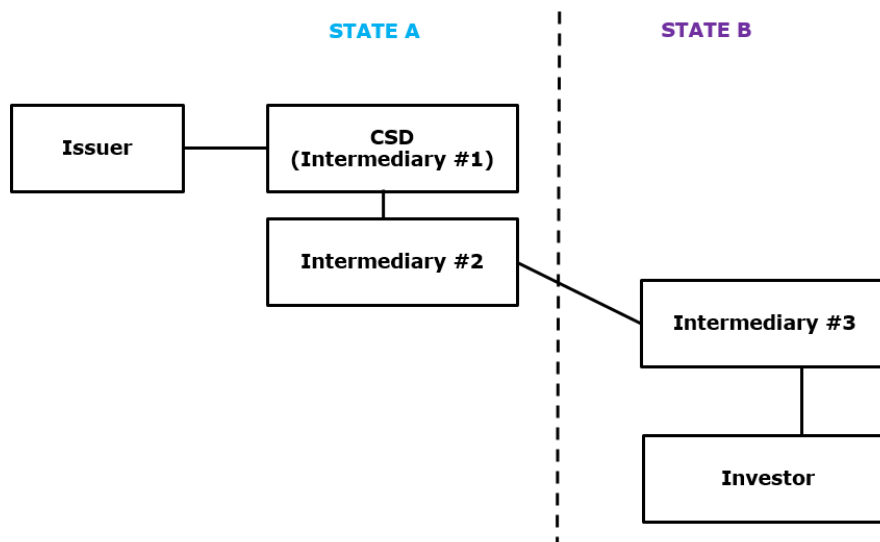 STATE A
STATE B
Issuer
CSD
(Intermediary #1)
Intermediary #2
Intermediary #3
Investor